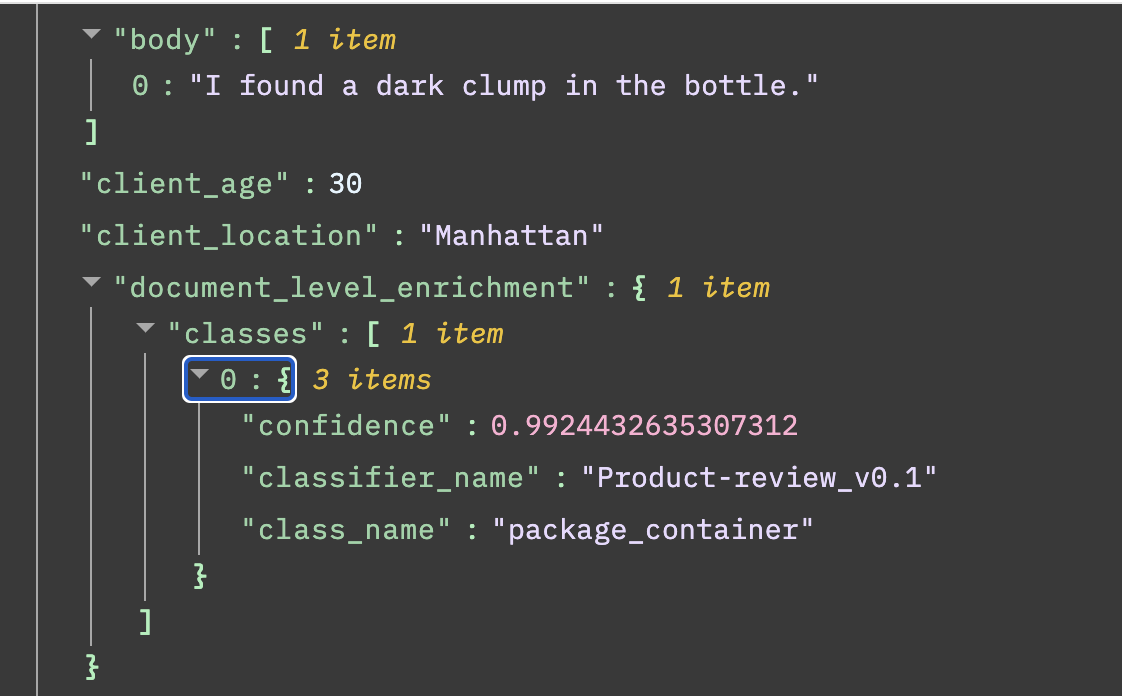 "body" : [ 1 item
0 : "I found a dark clump in the bottle."
]
"client_age" : 30
"client_location" : "Manhattan"
"document_level_enrichment" : { 1 item
"classes" : [ 1 item
0 : { 3 items
"confidence" : 0.9924432635307312
"classifier_name" : "Product-review_v0.1"
"class_name" : "package_container"
}
]
}